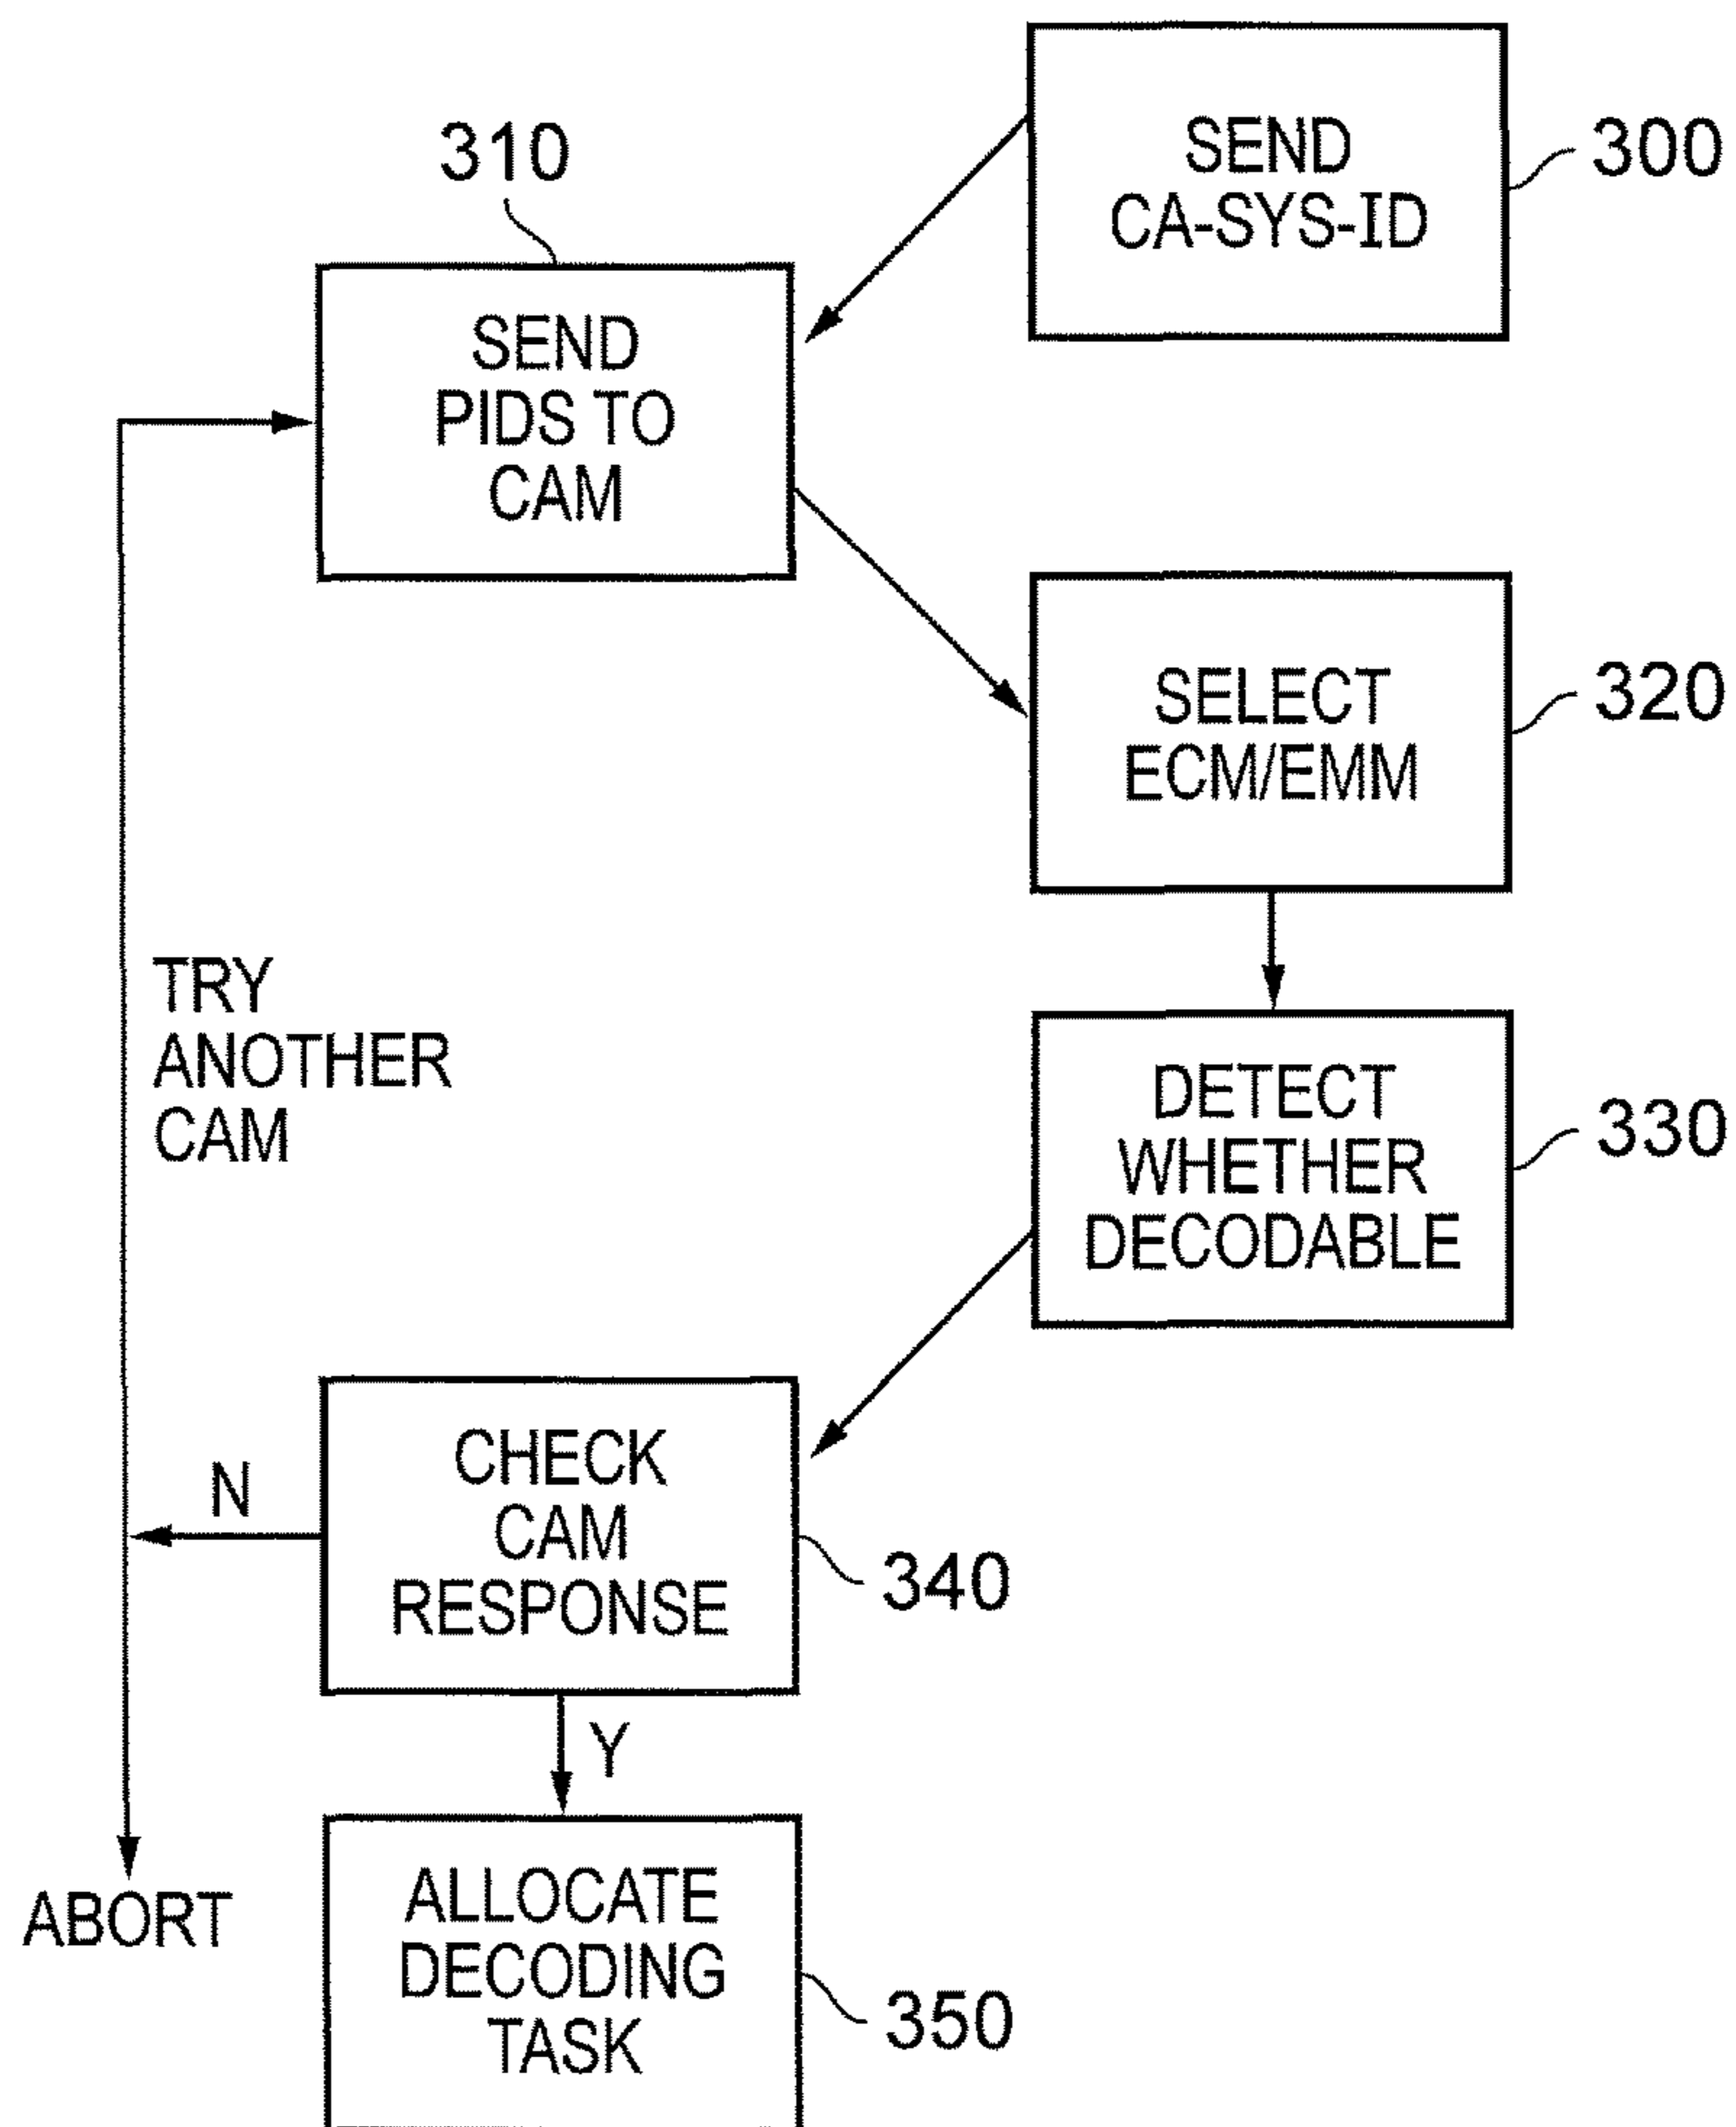 SEND
CA-SYS-ID
300
310
SEND
PIDS TO
CAM
SELECT
ECM/EMM
320
TRY
ANOTHER
CAM
DETECT
WHETHER
DECODABLE
330
N
CHECK
CAM
RESPONSE
340
Y
ABORT
ALLOCATE
DECODING
TASK
350